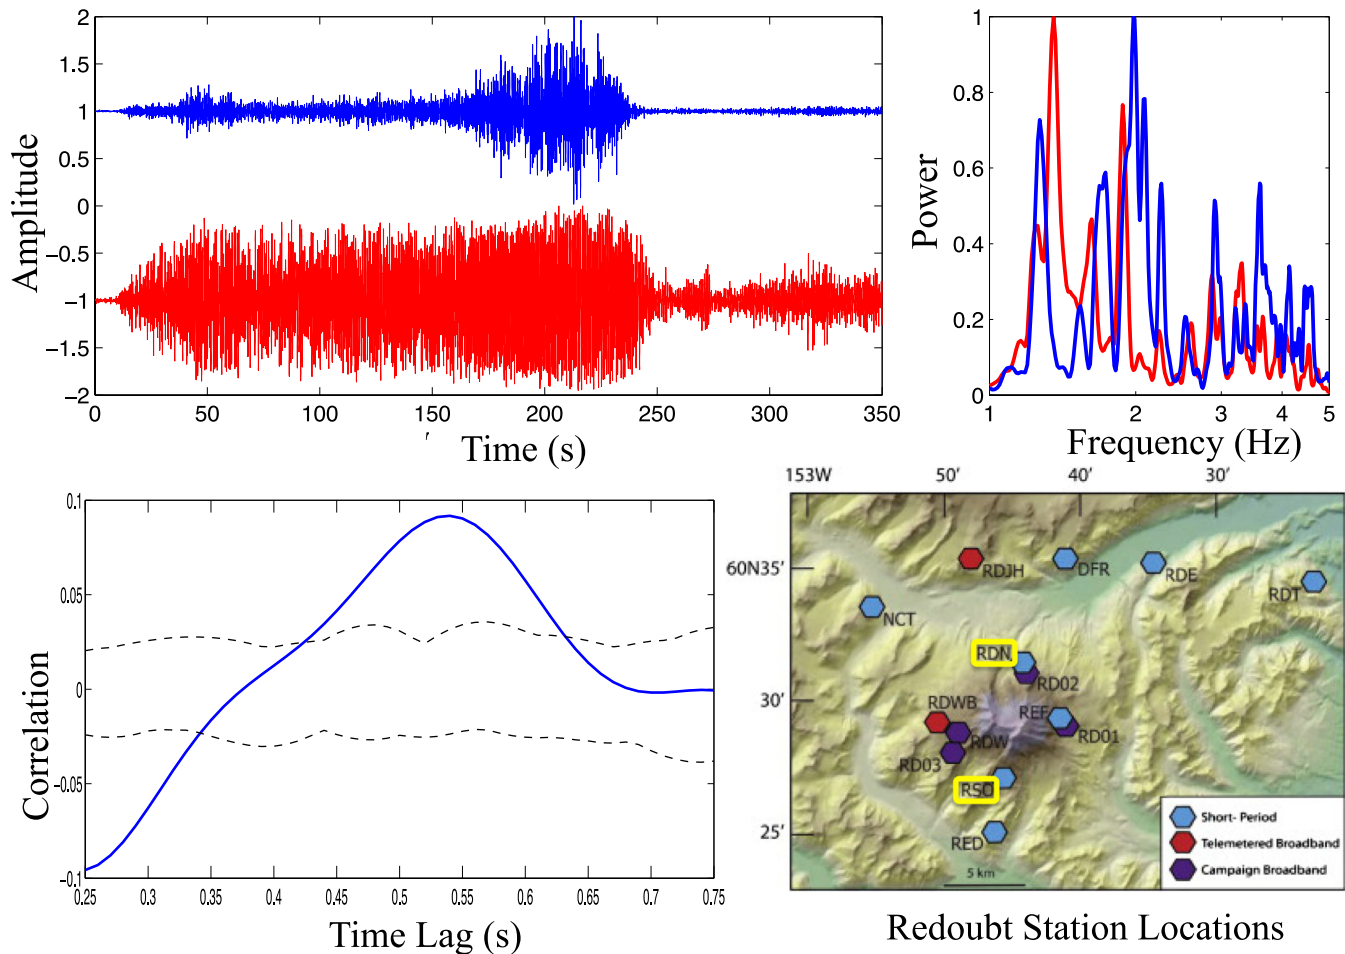 2
1.5
1
0.5
0
-0.5
-1
-1.5
-2
Amplitude
0 50 100 150 200 250 300 350
Time (s)
1
0.8
0.6
0.4
0.2
0
Power
1 2 3 4 5
Frequency (Hz)
0.1
0.05
0
-0.05
-0.1
Correlation
0.25 0.3 0.35 0.4 0.45 0.5 0.55 0.6 0.65 0.7 0.75
Time Lag (s)
153W 50' 40' 30'
60N35'
30'
25'
RDJH
DFR
RDE
RDT
NCT
RDN
RD02
RDWB
REF
RDW
RD01
RD03
RSO
RED
5 km
Short- Period
Telemetered Broadband
Campaign Broadband
Redoubt Station Locations